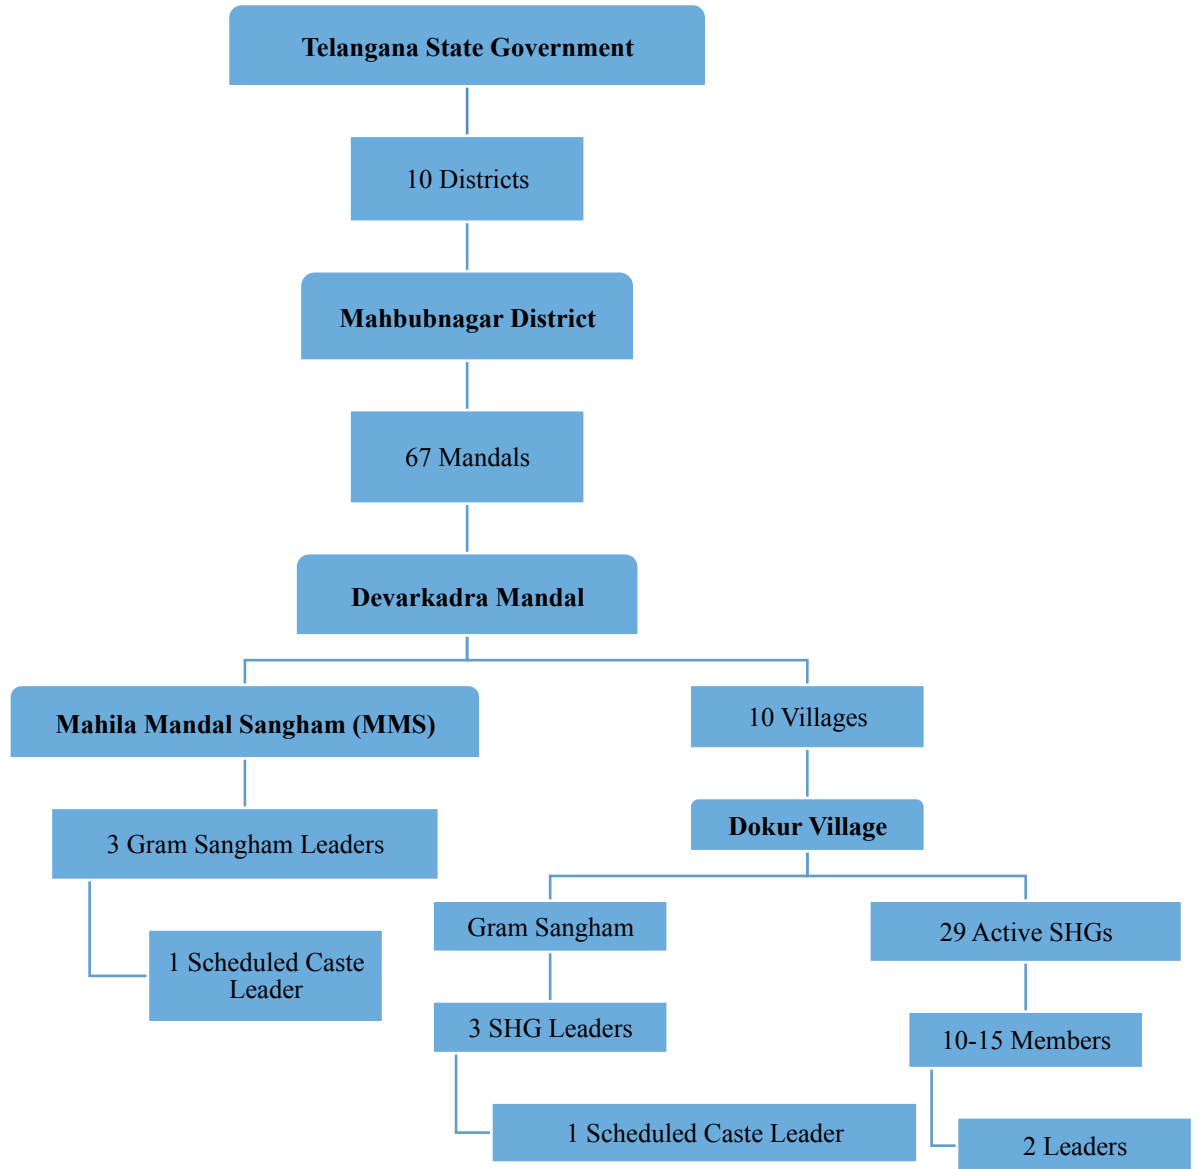 Telangana State Government
10 Districts
Mahbubnagar District
67 Mandals
Devarkadra Mandal
Mahila Mandal Sangham (MMS)
10 Villages
3 Gram Sangham Leaders
Dokur Village
1 Scheduled Caste
Leader
Gram Sangham
29 Active SHGs
3 SHG Leaders
10-15 Members
1 Scheduled Caste Leader
2 Leaders